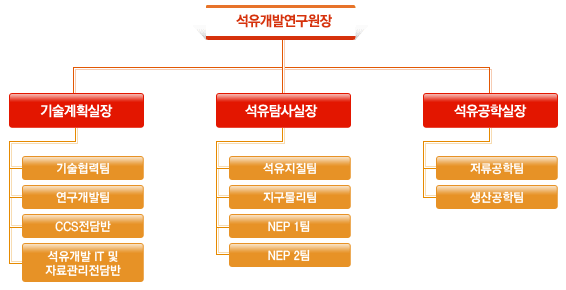 석유개발연구원장
기술계획실장
기술협력팀
연구개발팀
CCS전담반
석유개발 IT 및
자료관리전담반
석유탐사실장
석유지질팀
지구물리팀
NEP 1팀
NEP 2팀
석유공학실장
저류공학팀
생산공학팀